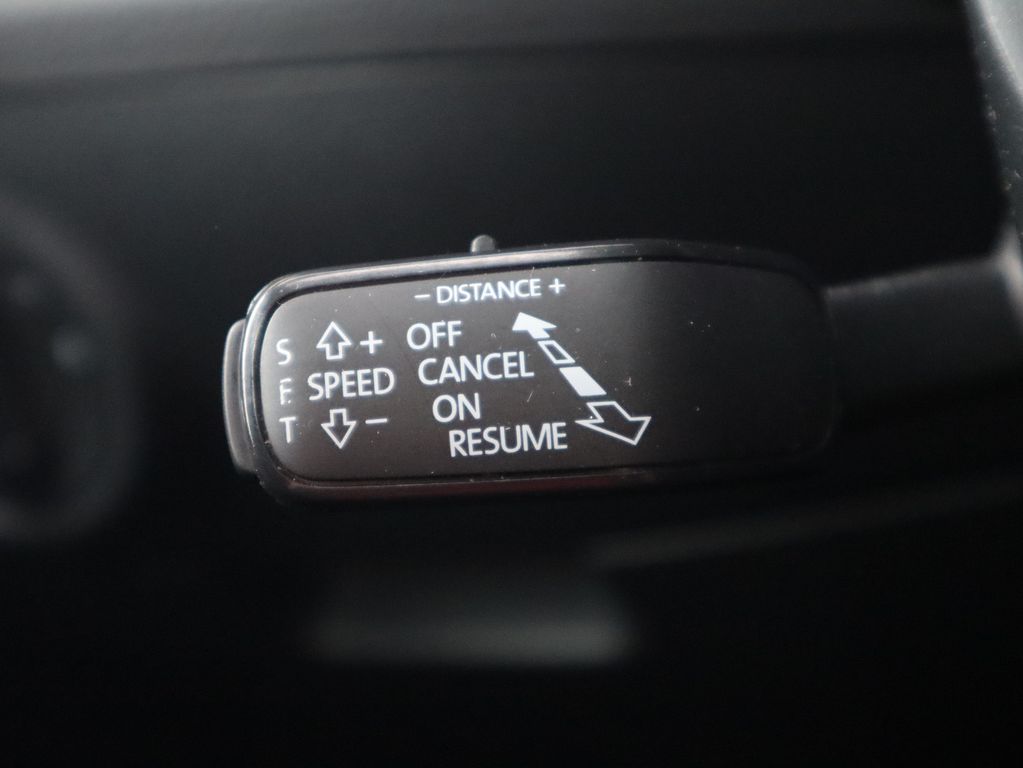 – DISTANCE +
OFF
CANCEL
ON
RESUME
+
SPEED
–
S
E
T